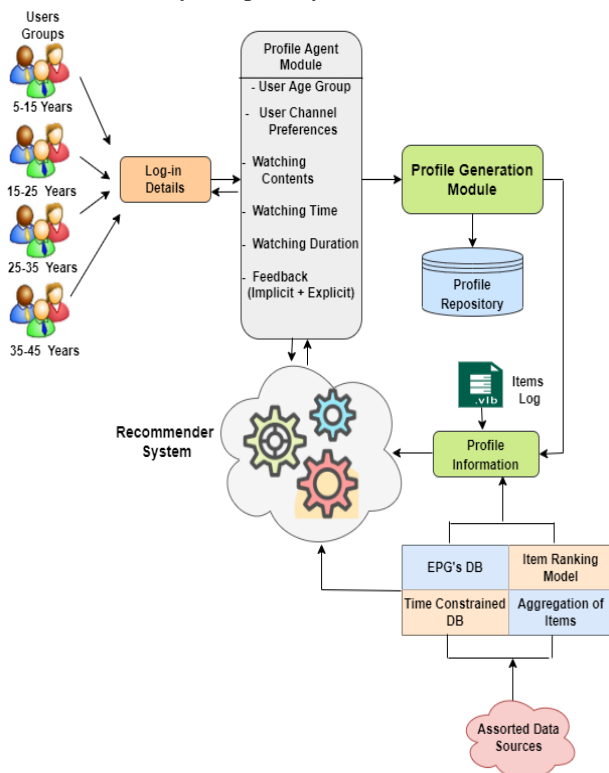 Users
Groups
5-15 Years
15-25 Years
25-35 Years
35-45 Years
Log-in
Details
Profile Agent
Module
- User Age Group
- User Channel
Preferences
- Watching
Contents
- Watching Time
- Watching Duration
- Feedback
(Implicit + Explicit)
Profile Generation
Module
Profile
Repository
Recommender
System
.vlb
Items
Log
Profile
Information
EPG's DB
Item Ranking
Model
Time Constrained
DB
Aggregation of
Items
Assorted Data
Sources